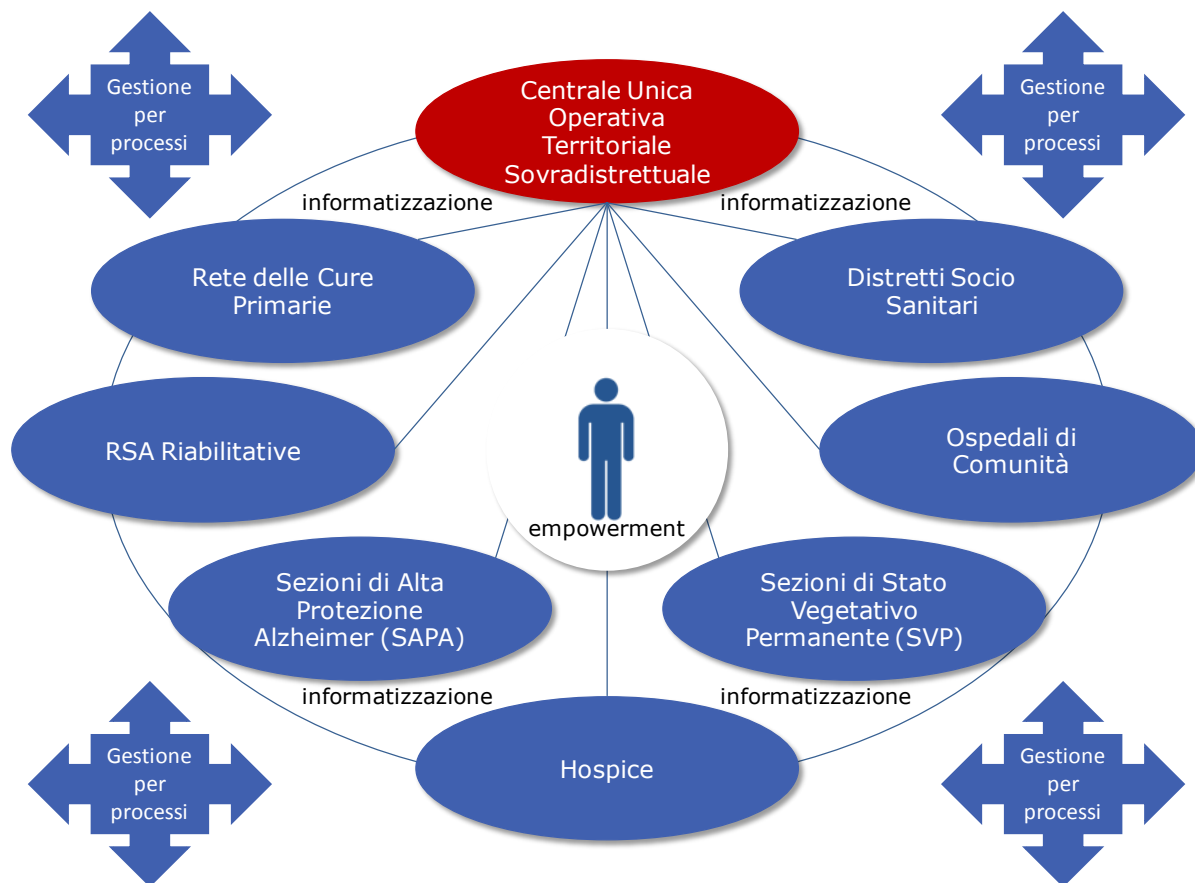 Gestione
per
processi
Centrale Unica
Operativa
Territoriale
Sovradistrettuale
Gestione
per
processi
informatizzazione
informatizzazione
Rete delle Cure
Primarie
Distretti Socio
Sanitari
RSA Riabilitative
Ospedali di
Comunità
empowerment
Sezioni di Alta
Protezione
Alzheimer (SAPA)
Sezioni di Stato
Vegetativo
Permanente (SVP)
informatizzazione
informatizzazione
Gestione
per
processi
Hospice
Gestione
per
processi